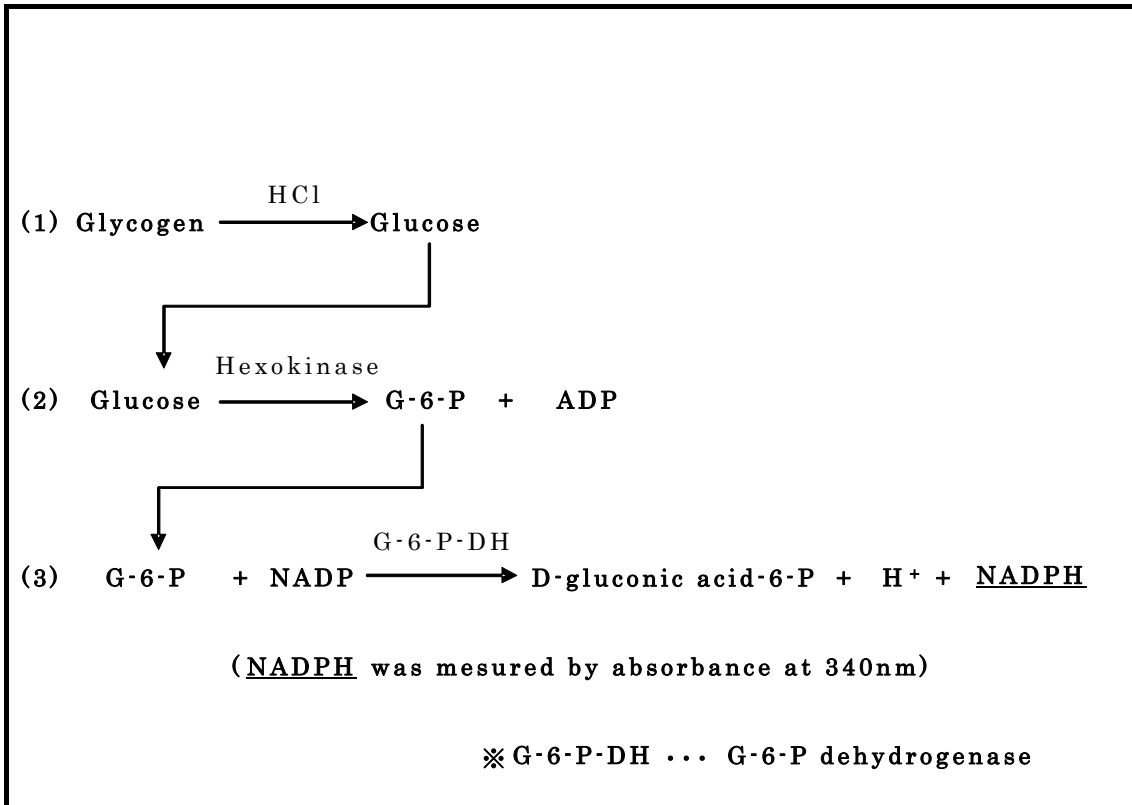 HCl
(1) Glycogen Glucose
Hexokinase
(2) Glucose G-6-P + ADP
G-6-P-DH
(3) G-6-P + NADP D-gluconic acid-6-P + H⁺ + NADPH
(NADPH was mesured by absorbance at 340nm)
※G-6-P-DH ··· G-6-P dehydrogenase